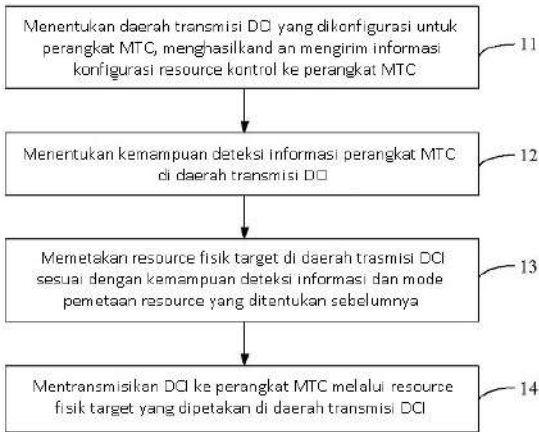 Menentukan daerah transmisi DCI yang dikonfigurasi untuk
perangkat MTC, menghasilkand an mengirim informasi
konfigurasi resource kontrol ke perangkat MTC
11
Menentukan kemampuan deteksi informasi perangkat MTC
di daerah transmisi DCI
12
Memetakan resource fisik target di daerah trasmisi DCI
sesuai dengan kemampuan deteksi informasi dan mode
pemetaan resource yang ditentukan sebelumnya
13
Mentransmisikan DCI ke perangkat MTC melalui resource
fisik target yang dipetakan di daerah transmisi DCI
14